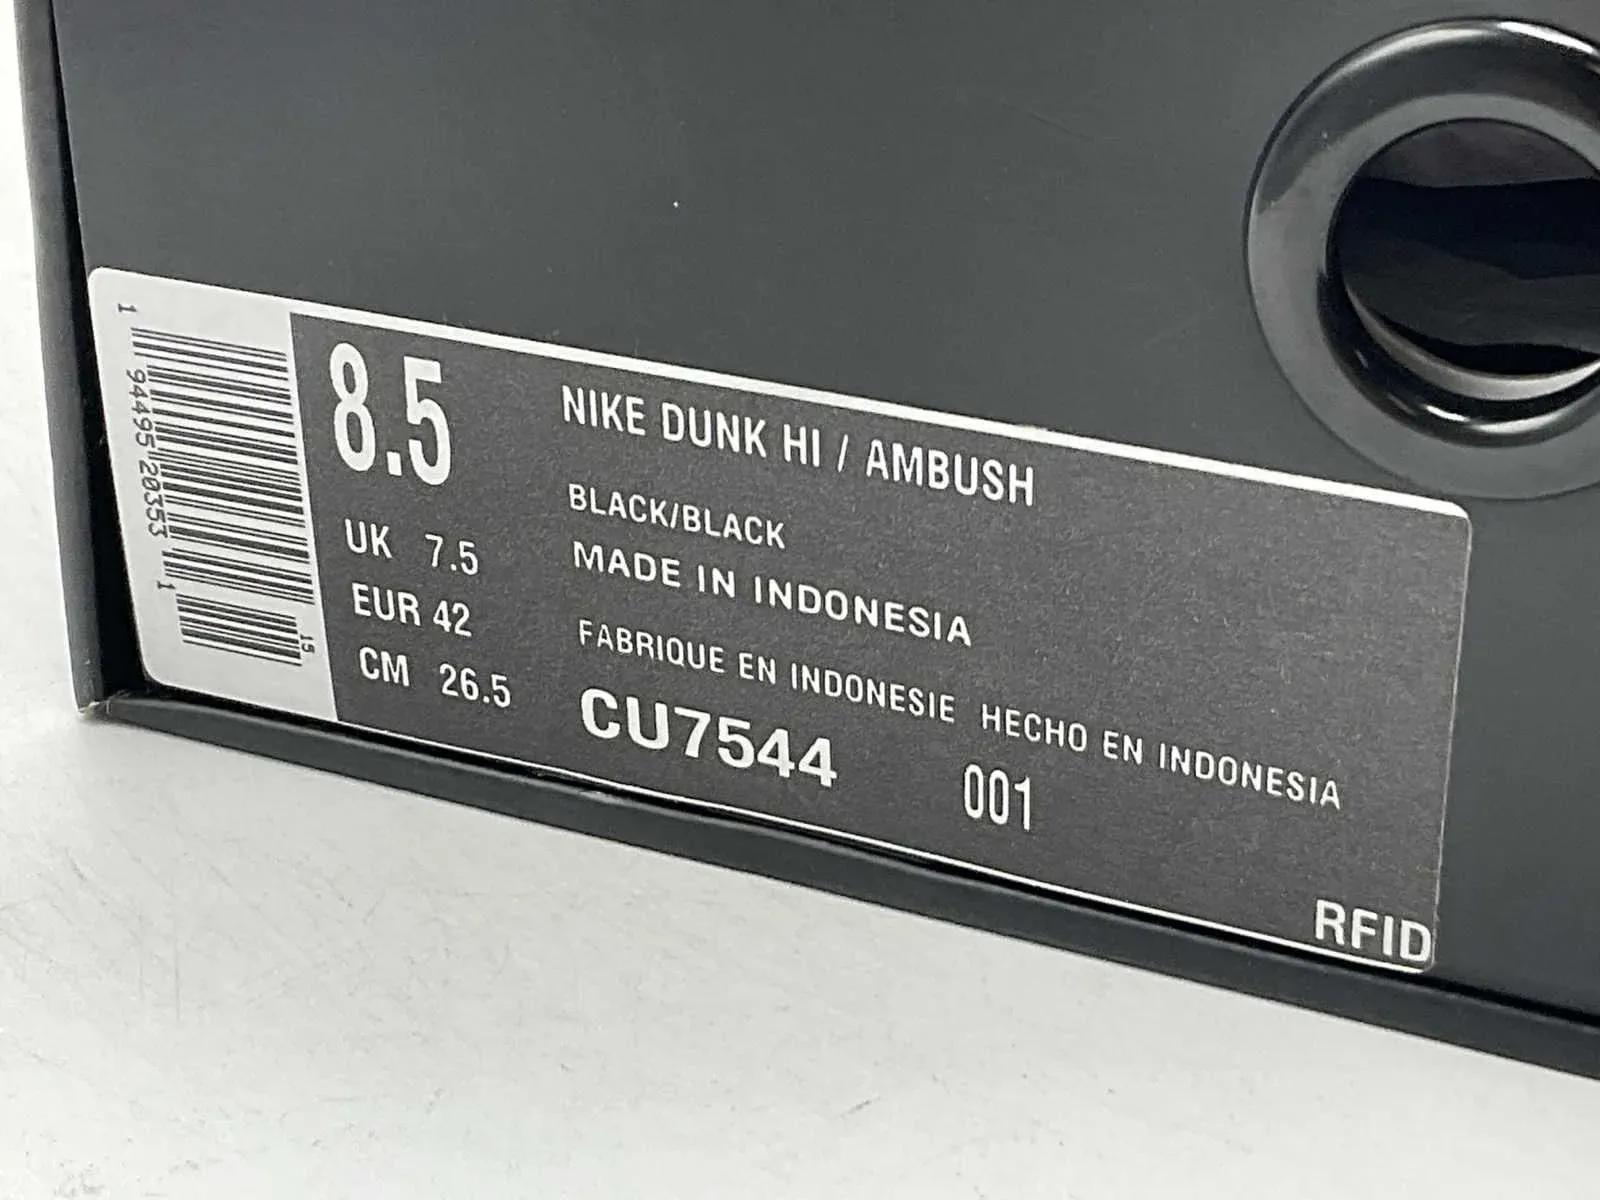 8.5
NIKE DUNK HI / AMBUSH
BLACK/BLACK
UK 7.5
MADE IN INDONESIA
EUR 42
FABRIQUE EN INDONESIE HECHO EN INDONESIA
CM 26.5
CU7544 001
RFID
1 94495 20353 1
15